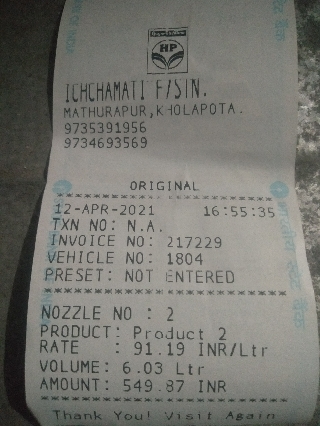 HP
ICHCHAMATI F/STN.
MATHURAPUR,KHOLAPOTA.
9735391956
9734693569
ORIGINAL
12-APR-2021 16:55:35
TXN NO: N.A.
INVOICE NO: 217229
VEHICLE NO: 1804
PRESET: NOT ENTERED
NOZZLE NO : 2
PRODUCT: Product 2
RATE : 91.19 INR/Ltr
VOLUME: 6.03 Ltr
AMOUNT: 549.87 INR
Thank You! Visit Again